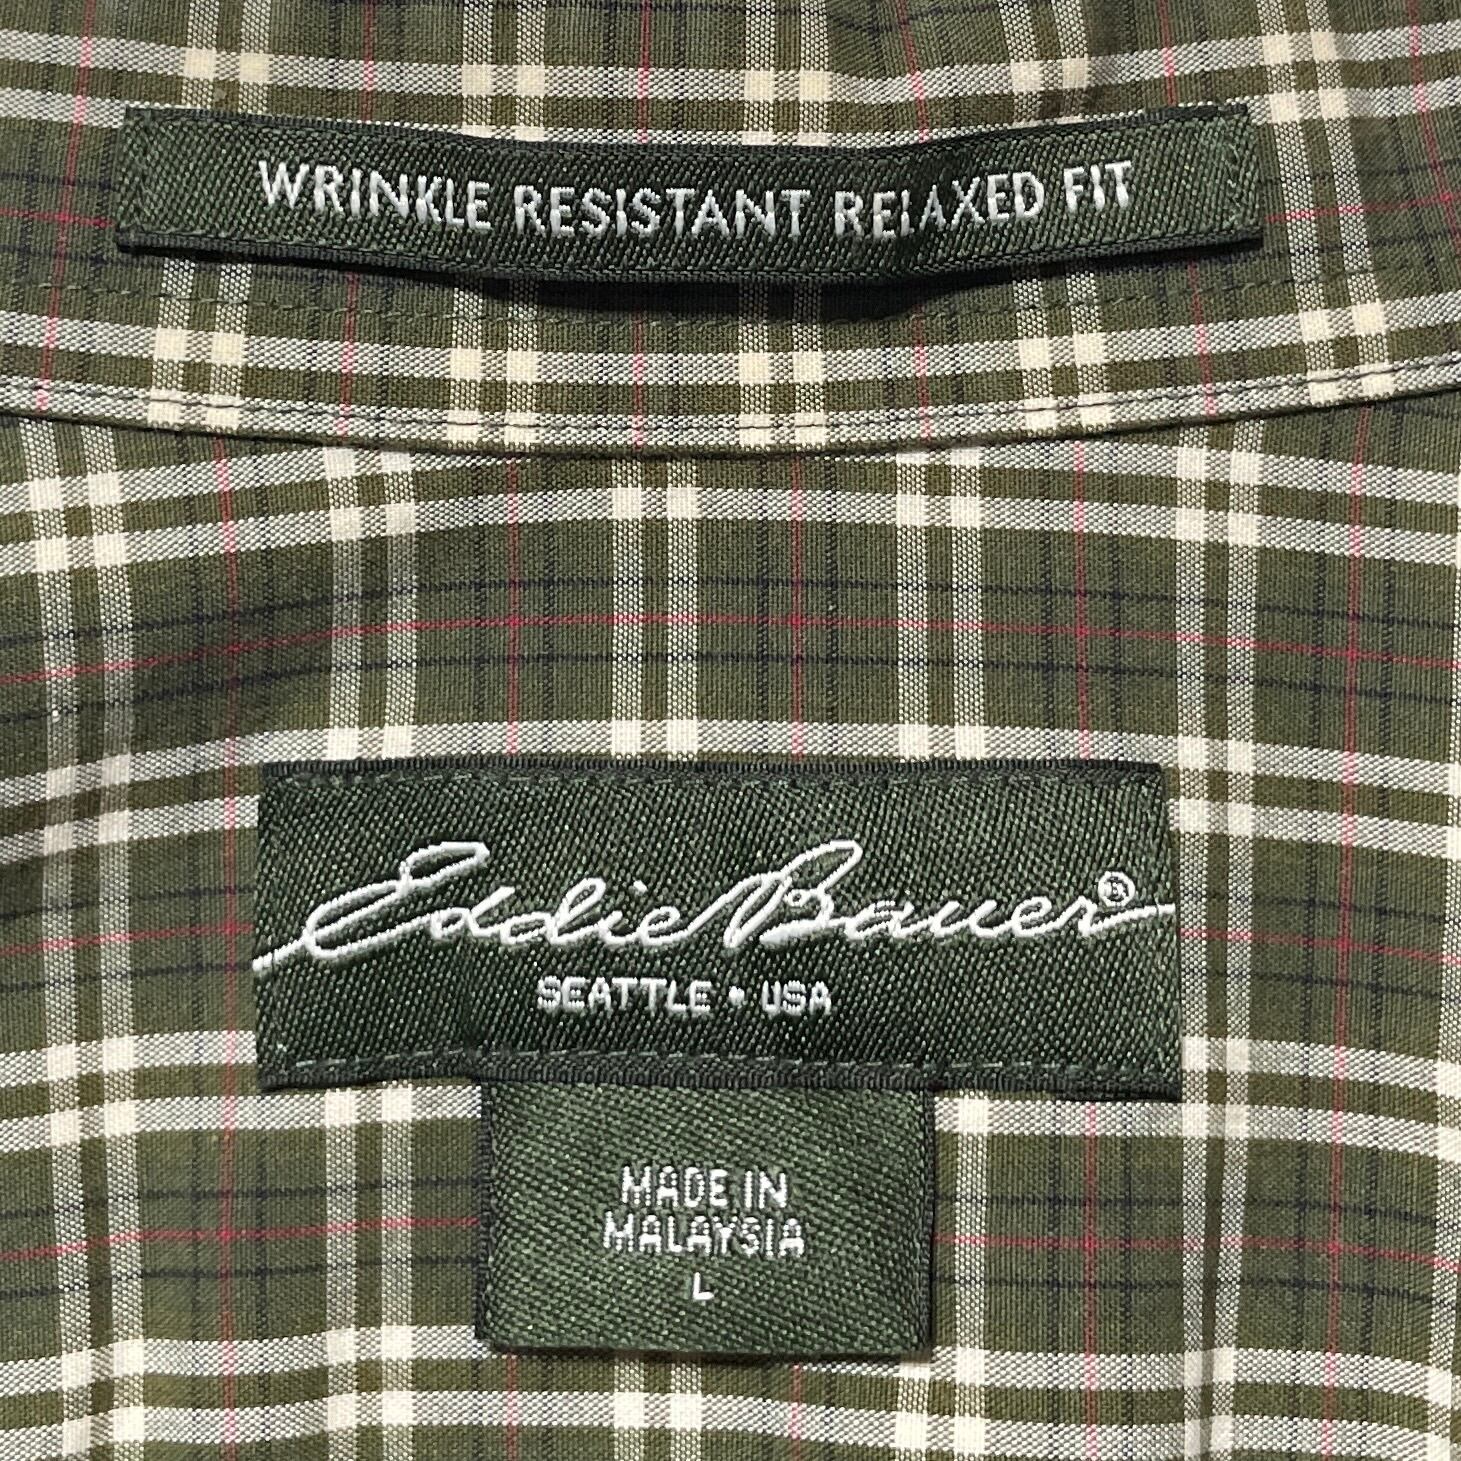 WRINKLE RESISTANT RELAXED FIT
Eddie Bauer®
SEATTLE • USA
MADE IN
MALAYSIA
L